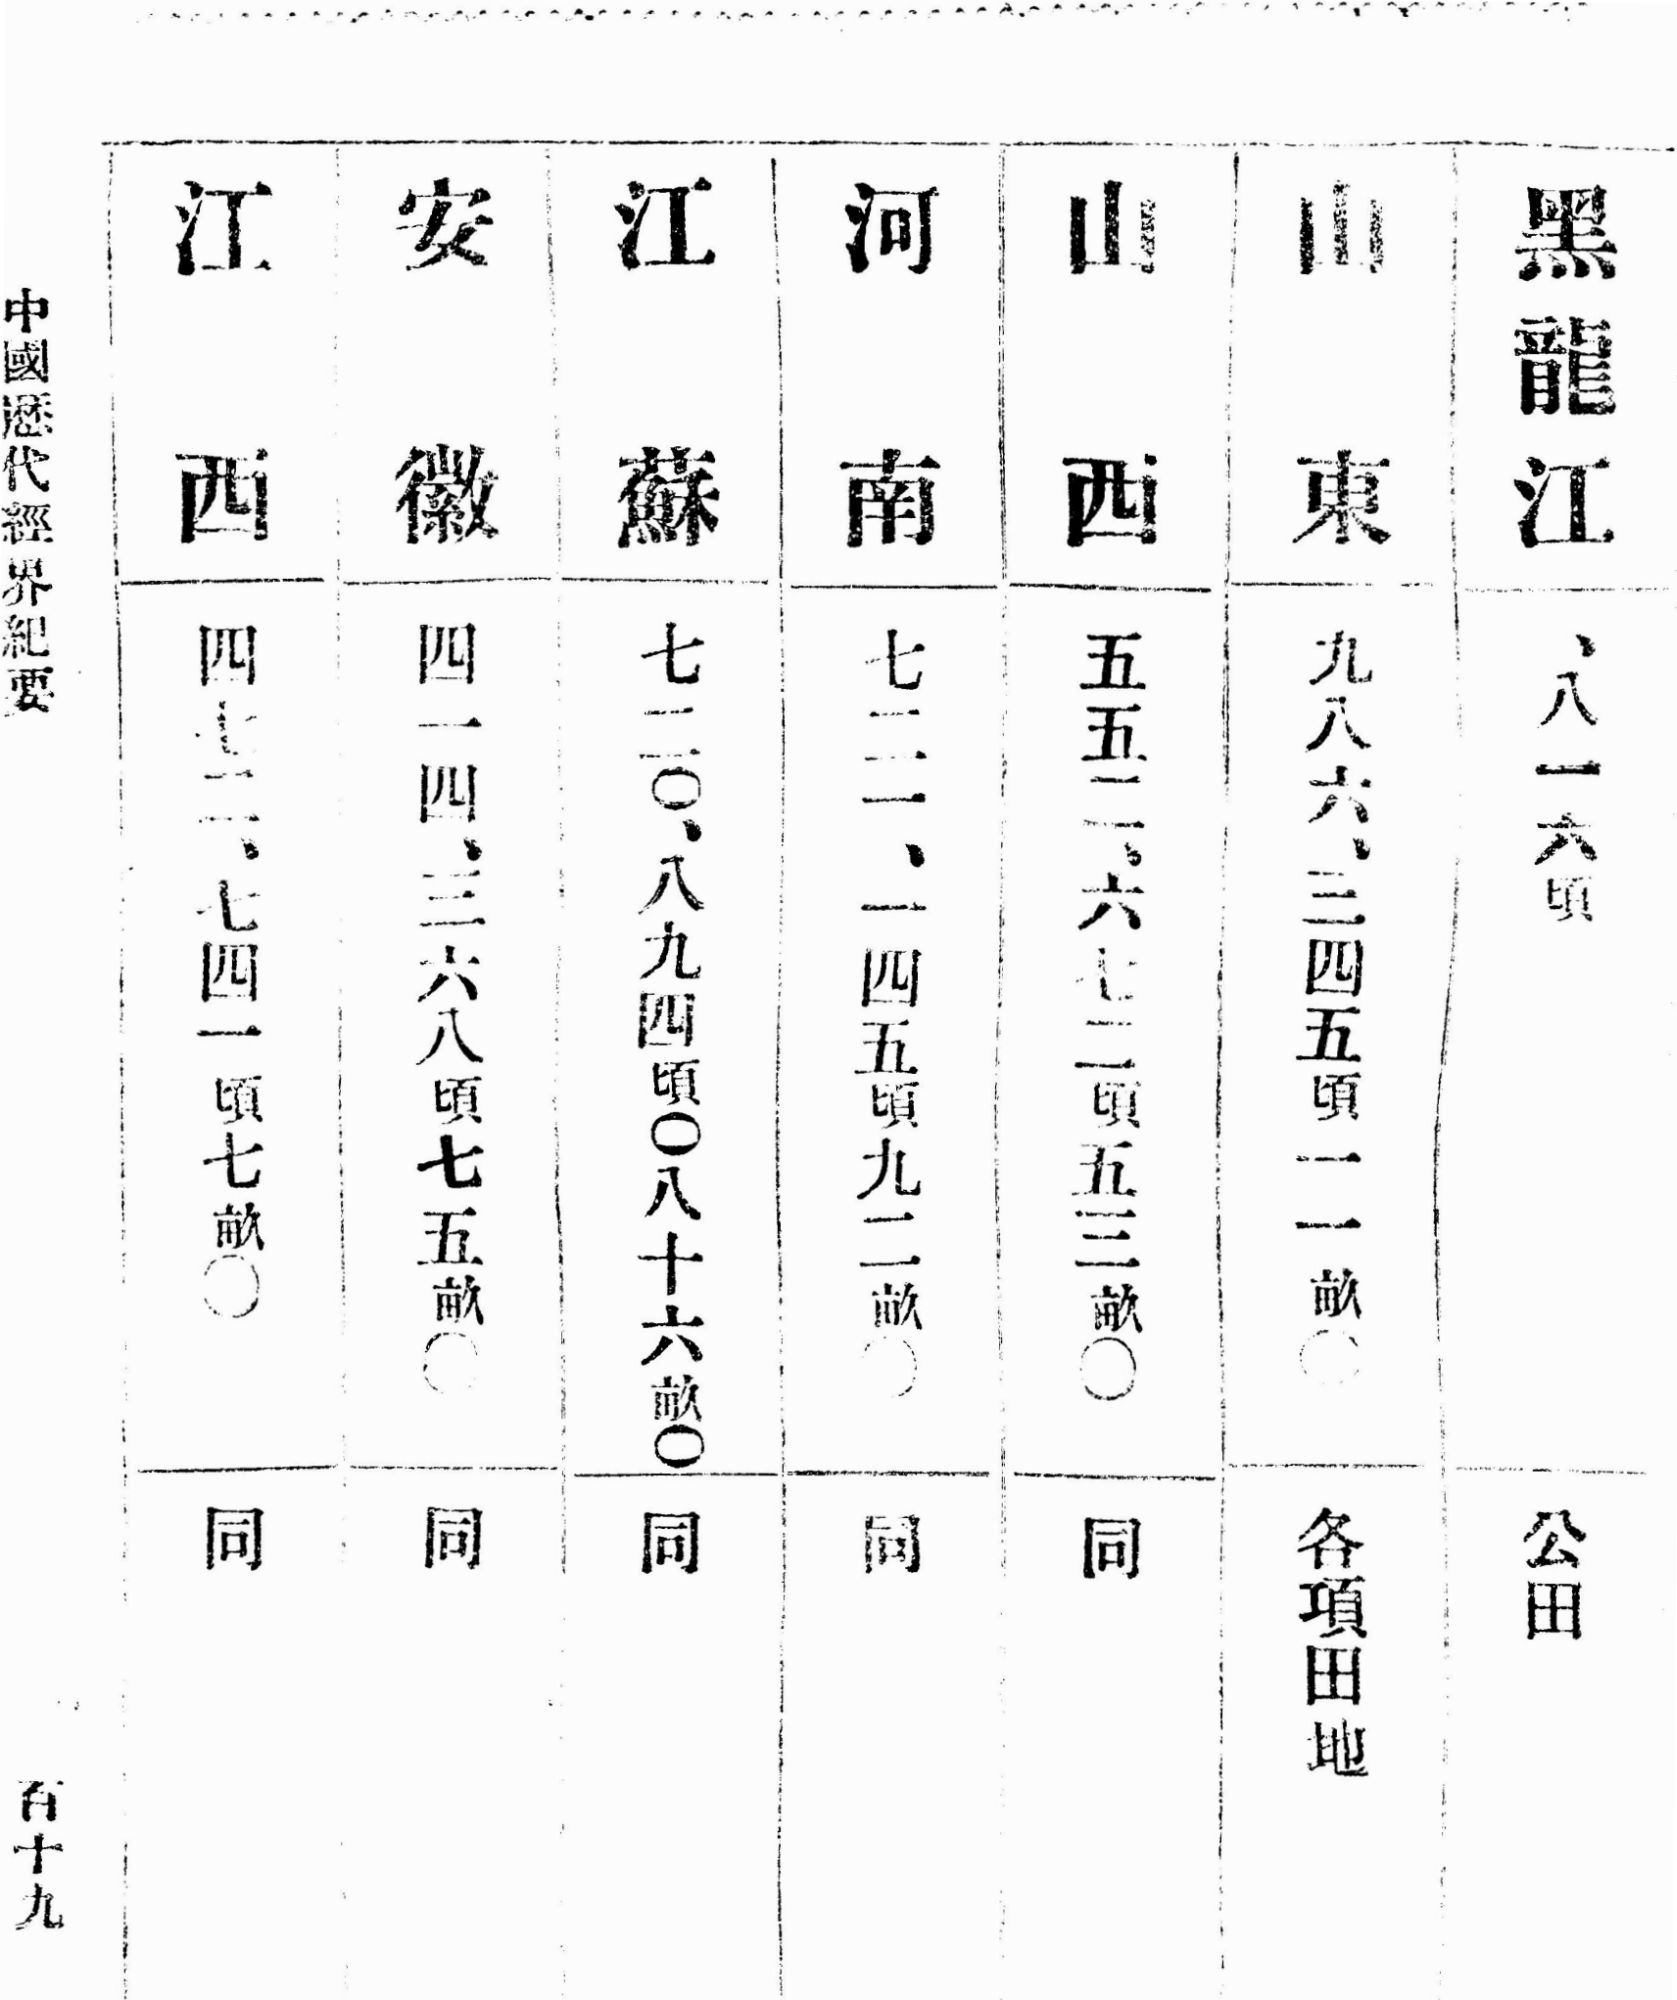 黑龍江
、八一六頃
公田
山東
九八六、三四五頃一一畝〇
各項田地
山西
五五二、六七二頃五三畝〇
同
河南
七二一、一四五頃九二畝〇
同
江蘇
七二〇、八九四頃〇八十六畝〇
同
安徽
四一四、三六八頃七五畝〇
同
江西
四七二、七四一頃七畝〇
同
中國歷代經界紀要
百十九